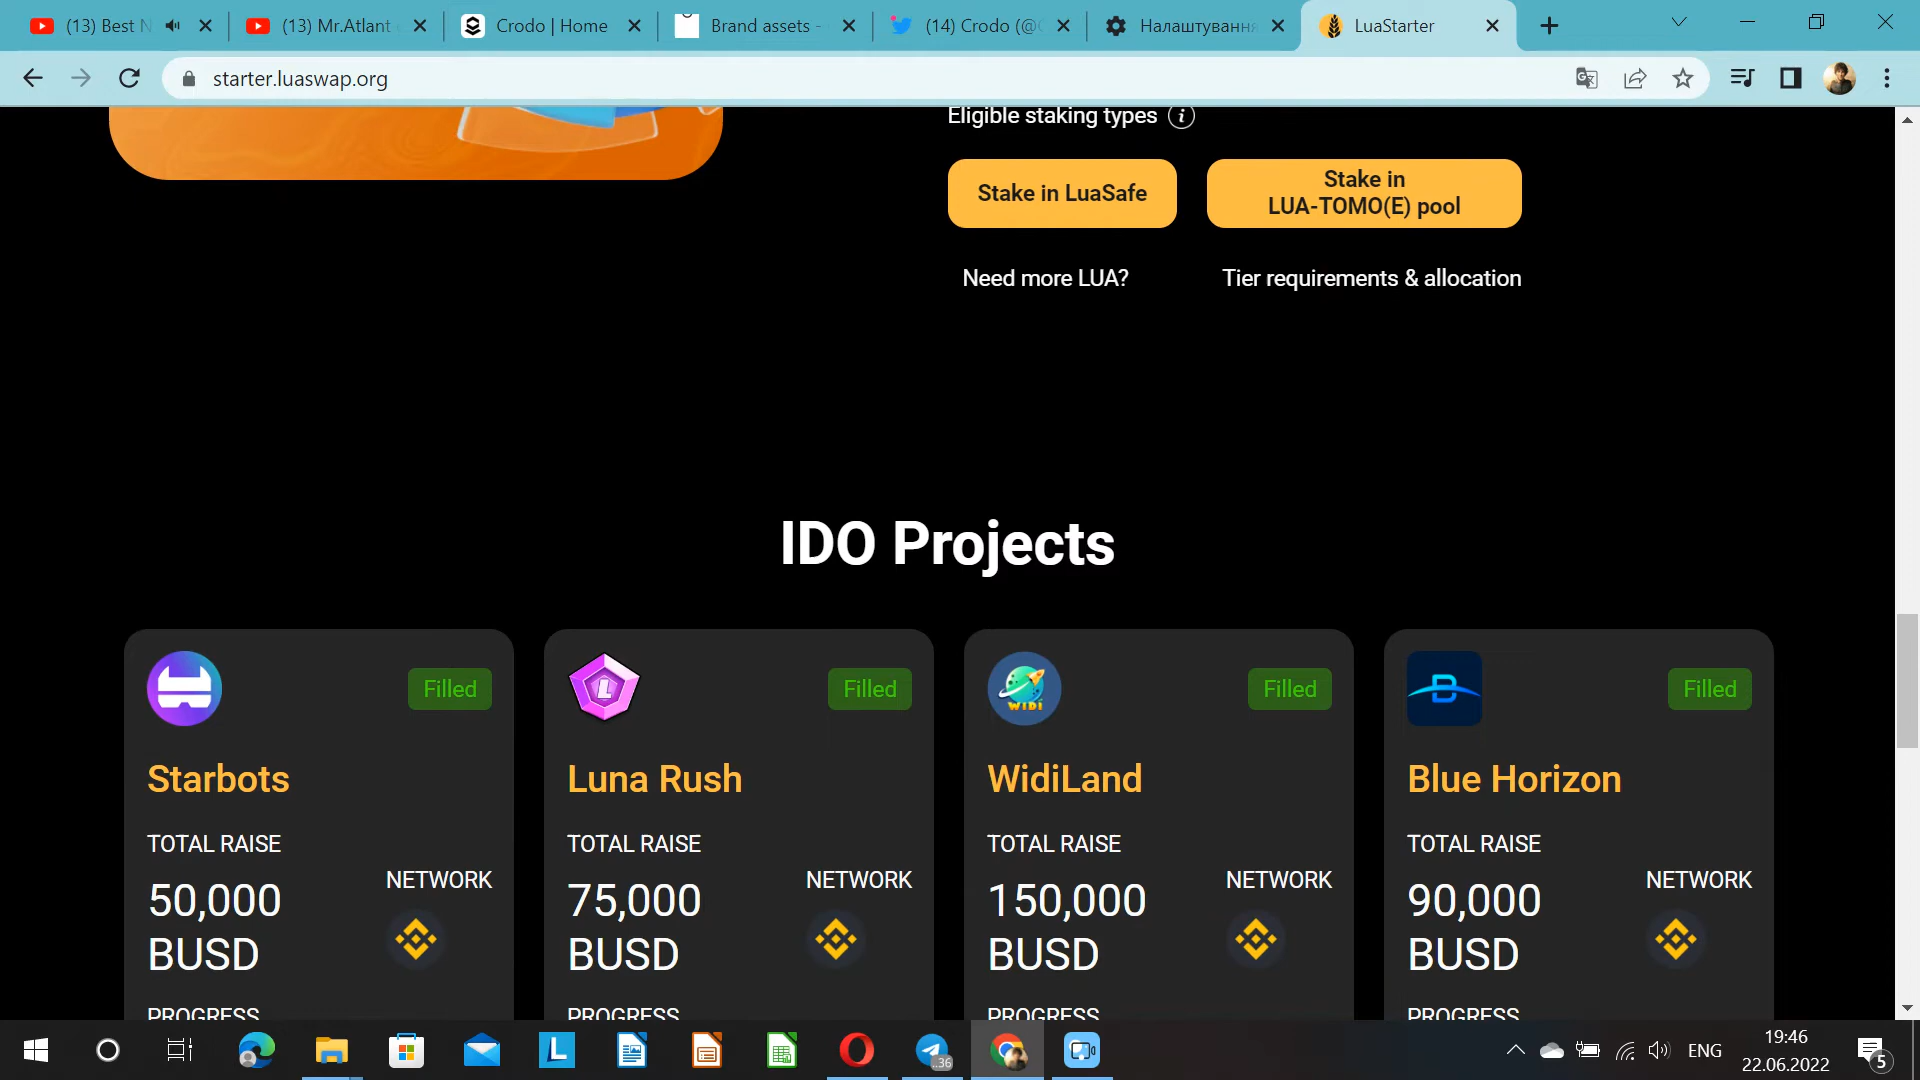 (13) Best N
(13) Mr.Atlant
Crodo | Home
Brand assets -
(14) Crodo (@
Налаштування
LuaStarter
starter.luaswap.org
Eligible staking types i
Stake in LuaSafe
Stake in
LUA-TOMO(E) pool
Need more LUA?
Tier requirements & allocation
IDO Projects
Filled
Filled
WIDI
Filled
B
Filled
Starbots
Luna Rush
WidiLand
Blue Horizon
TOTAL RAISE
TOTAL RAISE
TOTAL RAISE
TOTAL RAISE
NETWORK
NETWORK
NETWORK
NETWORK
50,000
BUSD
75,000
BUSD
150,000
BUSD
90,000
BUSD
PROGRESS
PROGRESS
PROGRESS
PROGRESS
L
..36
ENG
19:46
22.06.2022
5